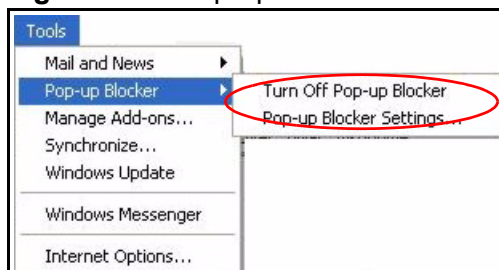 Tools
Mail and News
Pop-up Blocker
Turn Off Pop-up Blocker
Manage Add-ons...
Pop-up Blocker Settings...
Synchronize...
Windows Update
Windows Messenger
Internet Options...